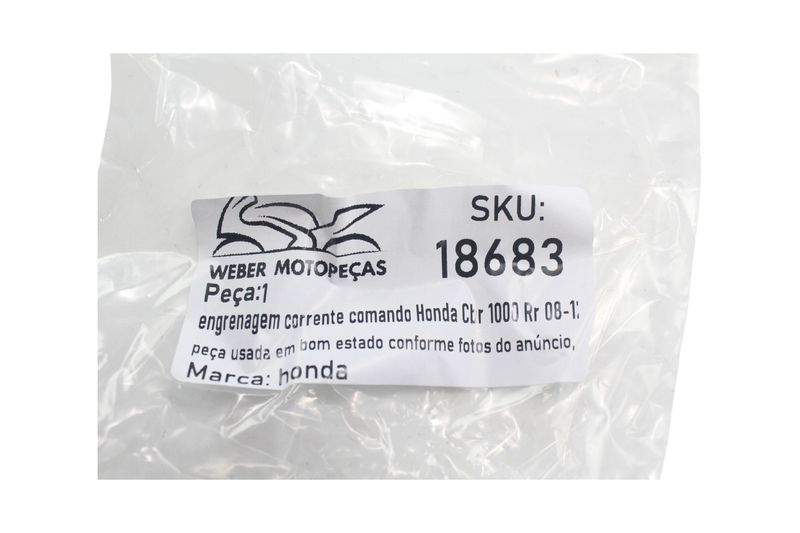 SKU:
18683
WEBER MOTOPEÇAS
Peça:1
engrenagem corrente comando Honda Cbr 1000 Rr 08-1
peça usada em bom estado conforme fotos do anúncio,
Marca: honda